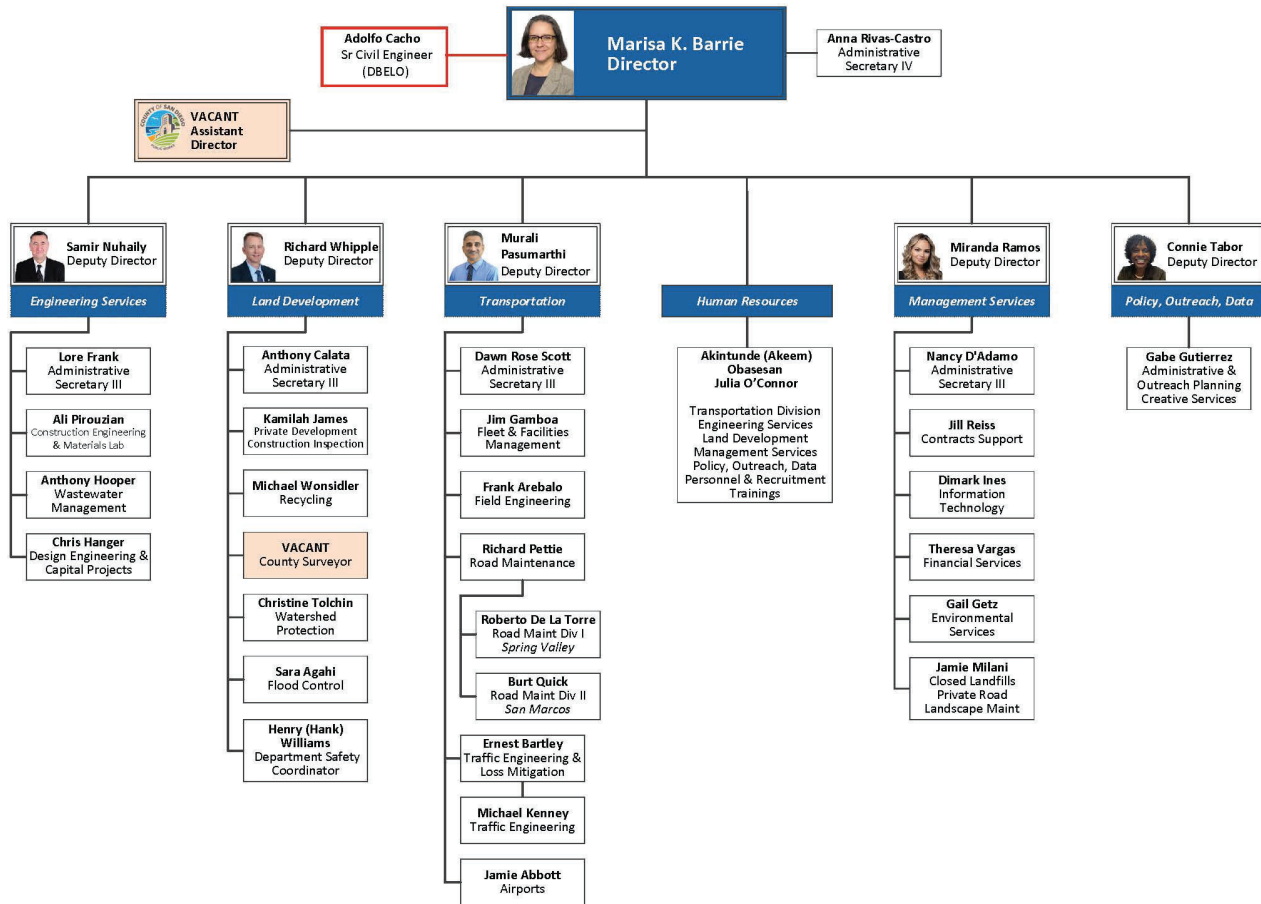 Adolfo Cacho
Sr Civil Engineer
(DBELO)
Marisa K. Barrie
Director
Anna Rivas-Castro
Administrative
Secretary IV
COUNTY OF SAN DIEGO
PUBLIC WORKS
VACANT
Assistant
Director
Samir Nuhaily
Deputy Director
Engineering Services
Lore Frank
Administrative
Secretary III
Ali Pirouzian
Construction Engineering
& Materials Lab
Anthony Hooper
Wastewater
Management
Chris Hanger
Design Engineering &
Capital Projects
Richard Whipple
Deputy Director
Land Development
Anthony Calata
Administrative
Secretary III
Kamilah James
Private Development
Construction Inspection
Michael Wonsidler
Recycling
VACANT
County Surveyor
Christine Tolchin
Watershed
Protection
Sara Agahi
Flood Control
Henry (Hank)
Williams
Department Safety
Coordinator
Murali
Pasumarthi
Deputy Director
Transportation
Dawn Rose Scott
Administrative
Secretary III
Jim Gamboa
Fleet & Facilities
Management
Frank Arebalo
Field Engineering
Richard Pettie
Road Maintenance
Roberto De La Torre
Road Maint Div I
Spring Valley
Burt Quick
Road Maint Div II
San Marcos
Ernest Bartley
Traffic Engineering &
Loss Mitigation
Michael Kenney
Traffic Engineering
Jamie Abbott
Airports
Human Resources
Akintunde (Akeem)
Obasesan
Julia O’Connor
Transportation Division
Engineering Services
Land Development
Management Services
Policy, Outreach, Data
Personnel & Recruitment
Trainings
Miranda Ramos
Deputy Director
Management Services
Nancy D'Adamo
Administrative
Secretary III
Jill Reiss
Contracts Support
Dimark Ines
Information
Technology
Theresa Vargas
Financial Services
Gail Getz
Environmental
Services
Jamie Milani
Closed Landfills
Private Road
Landscape Maint
Connie Tabor
Deputy Director
Policy, Outreach, Data
Gabe Gutierrez
Administrative &
Outreach Planning
Creative Services